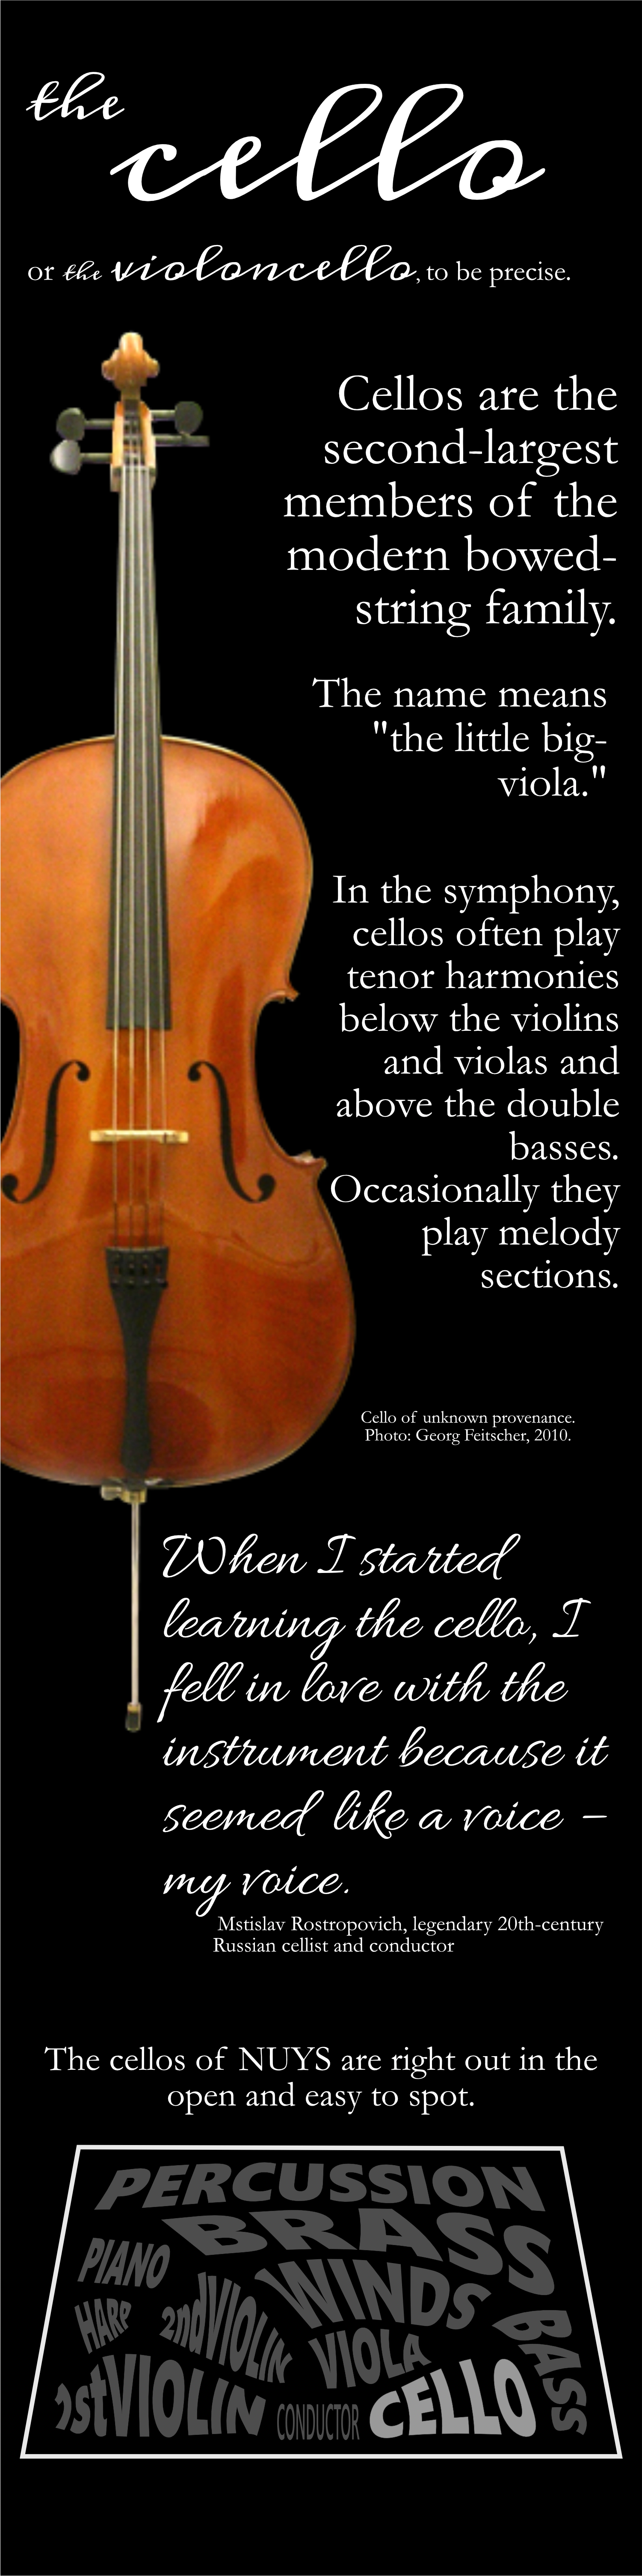 the
cello
or the violoncello, to be precise.
Cellos are the
second-largest
members of the
modern bowed-
string family.
The name means
"the little big-
viola."
In the symphony,
cellos often play
tenor harmonies
below the violins
and violas and
above the double
basses.
Occasionally they
play melody
sections.
Cello of unknown provenance.
Photo: Georg Feitscher, 2010.
When I started
learning the cello, I
fell in love with the
instrument because it
seemed like a voice –
my voice.
Mstislav Rostropovich, legendary 20th-century
Russian cellist and conductor
The cellos of NUYS are right out in the
open and easy to spot.
PERCUSSION
BRASS
PIANO
WINDS
HARP
2ndVIOLIN
VIOLA
BASS
1stVIOLIN
CONDUCTOR
CELLO